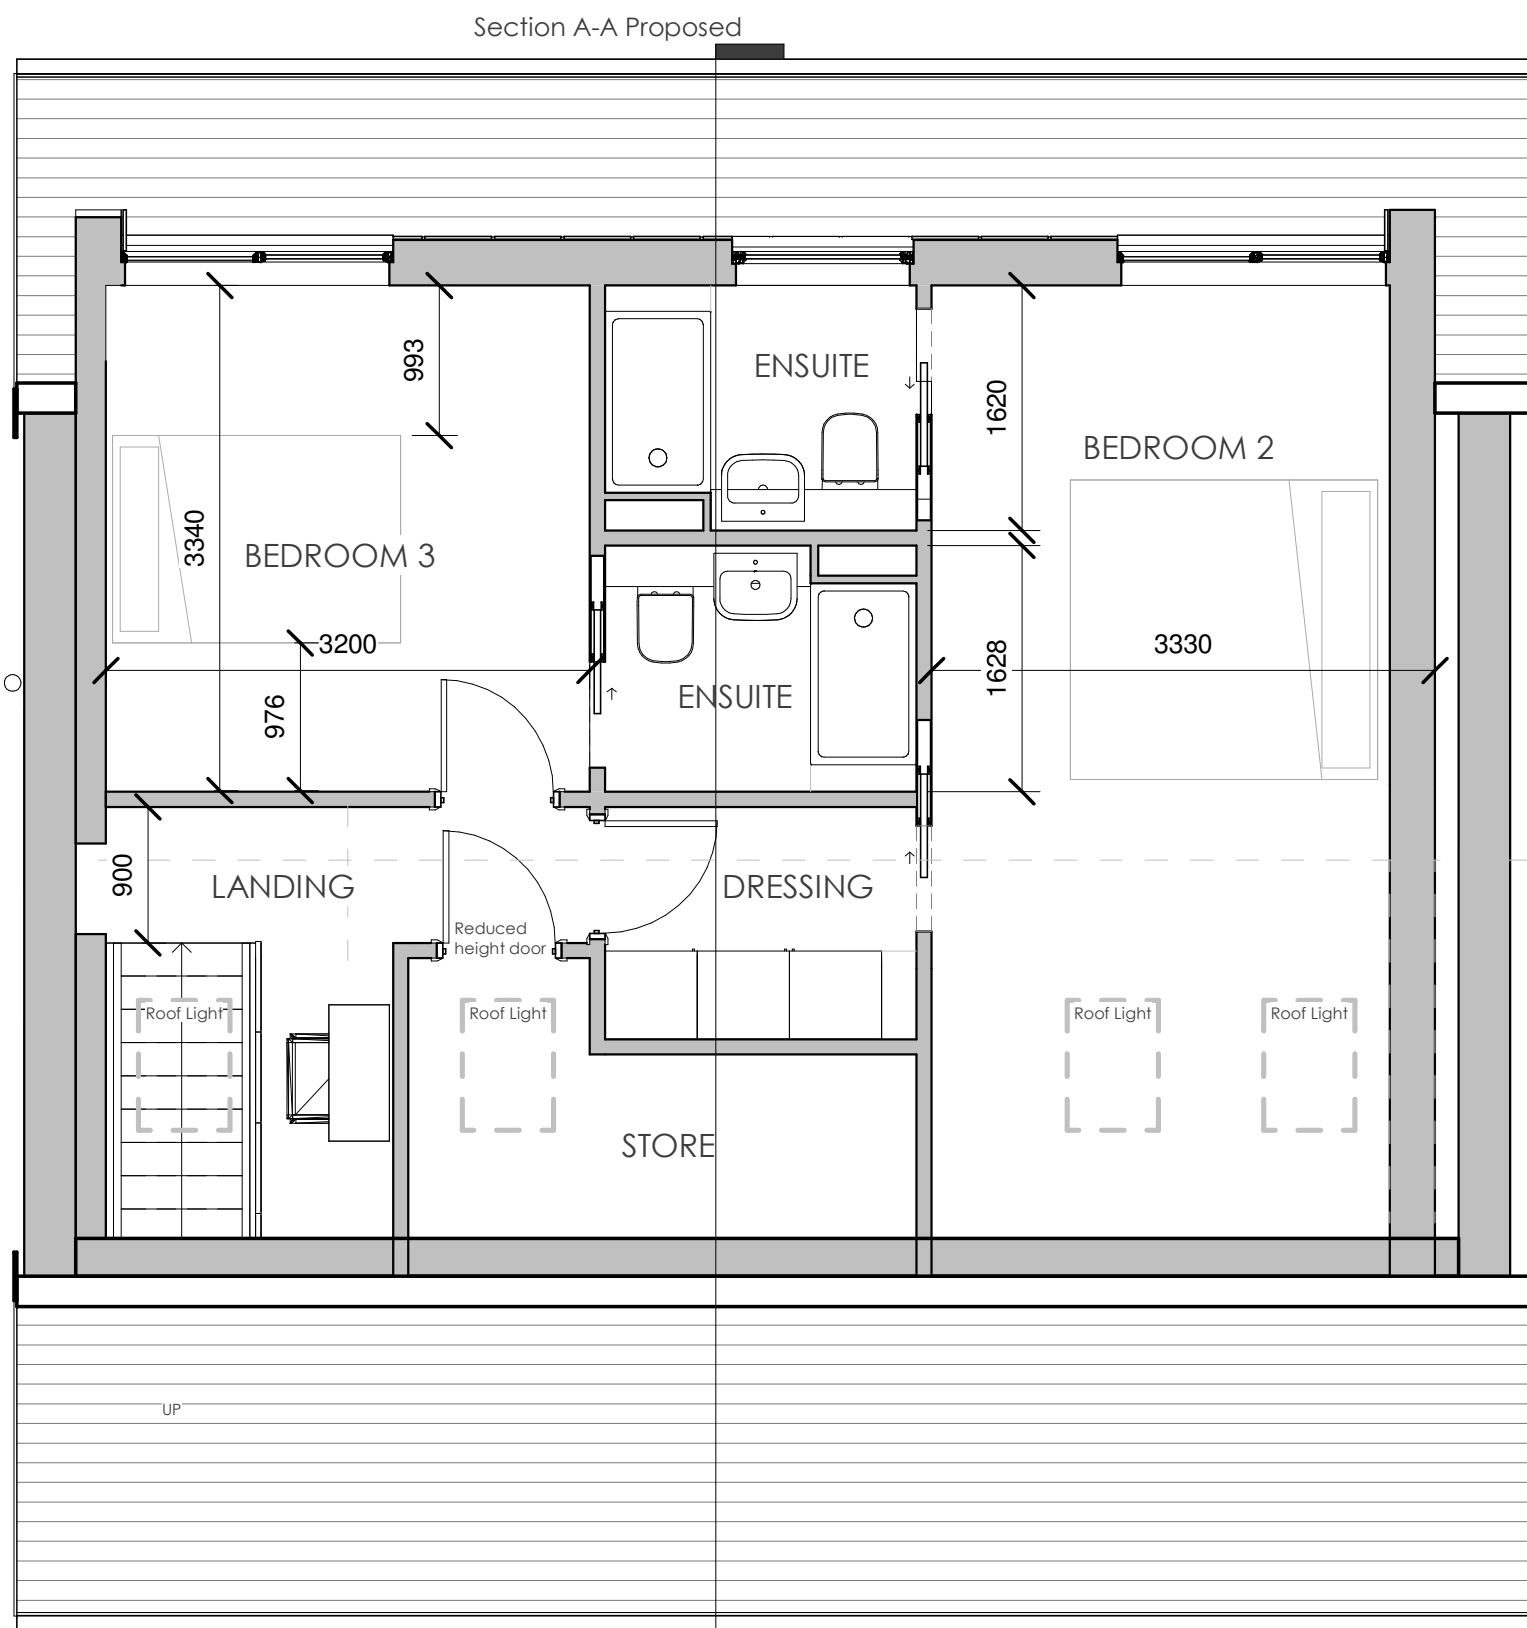 Section A-A Proposed
993
ENSUITE
1620
BEDROOM 2
3340
BEDROOM 3
3200
976
ENSUITE
1628
3330
900
LANDING
DRESSING
Reduced
height door
Roof Light
Roof Light
Roof Light
Roof Light
STORE
UP